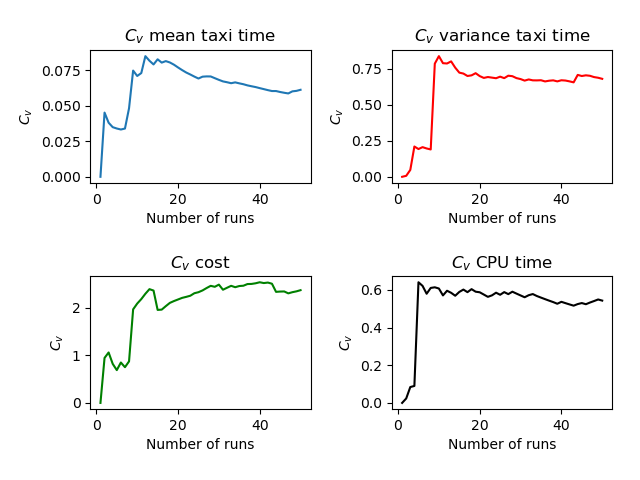 C_v mean taxi time
C_v variance taxi time
0.075
0.050
0.025
0.000
C_v
0 20 40
Number of runs
0.75
0.50
0.25
0.00
C_v
0 20 40
Number of runs
C_v cost
C_v CPU time
2
1
0
C_v
0 20 40
Number of runs
0.6
0.4
0.2
0.0
C_v
0 20 40
Number of runs